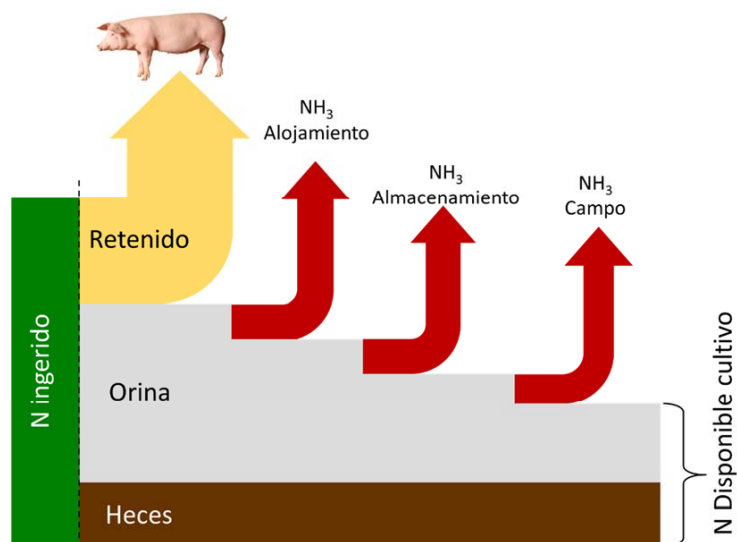 NH₃
Alojamiento
NH₃
Almacenamiento
NH₃
Campo
Retenido
N ingerido
Orina
N Disponible cultivo
Heces